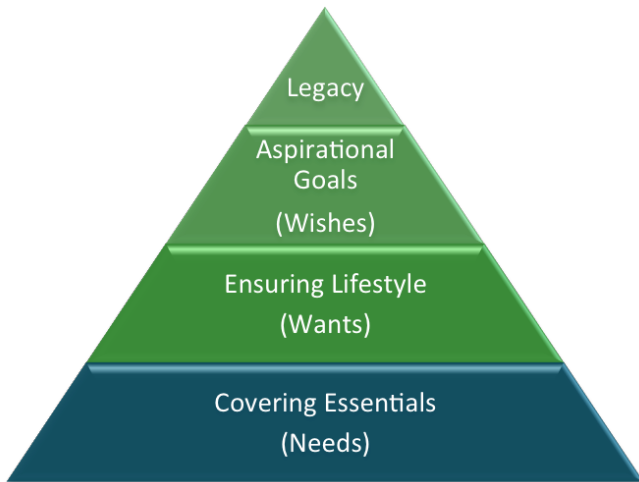 Legacy
Aspirational
Goals
(Wishes)
Ensuring Lifestyle
(Wants)
Covering Essentials
(Needs)